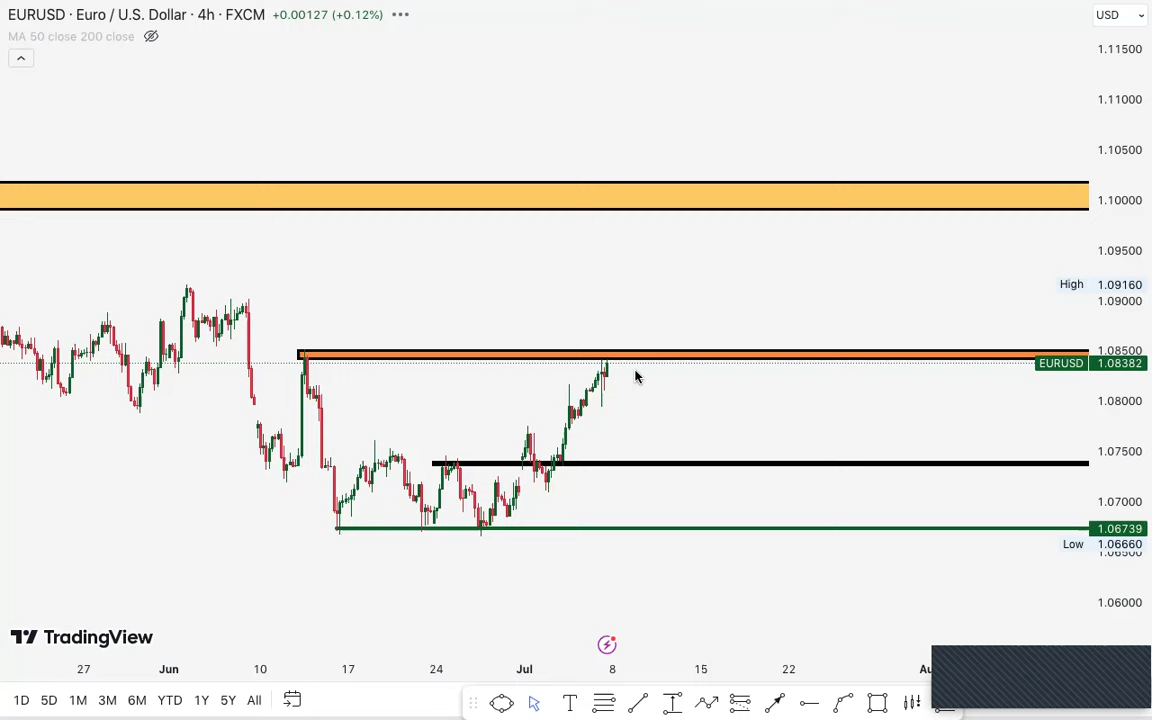 EURUSD · Euro / U.S. Dollar · 4h · FXCM +0.00127 (+0.12%)
USD
MA 50 close 200 close
1.11500
1.11000
1.10500
1.10000
1.09500
High 1.09160
1.09000
1.08500
EURUSD 1.08382
1.08000
1.07500
1.07000
1.06739
Low 1.06660
1.06500
1.06000
TradingView
27 Jun 10 17 24 Jul 8 15 22
1D 5D 1M 3M 6M YTD 1Y 5Y All
T